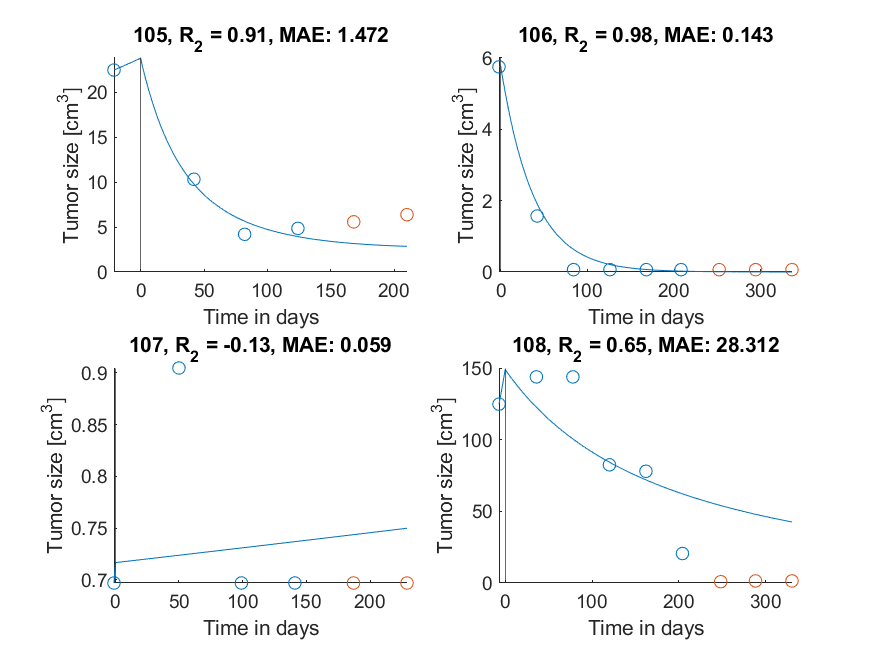 105, R2 = 0.91, MAE: 1.472
Tumor size [cm3]
20
15
10
5
0
0 50 100 150 200
Time in days
106, R2 = 0.98, MAE: 0.143
Tumor size [cm3]
6
4
2
0
0 100 200 300
Time in days
107, R2 = -0.13, MAE: 0.059
Tumor size [cm3]
0.9
0.85
0.8
0.75
0.7
0 50 100 150 200
Time in days
108, R2 = 0.65, MAE: 28.312
Tumor size [cm3]
150
100
50
0
0 100 200 300
Time in days